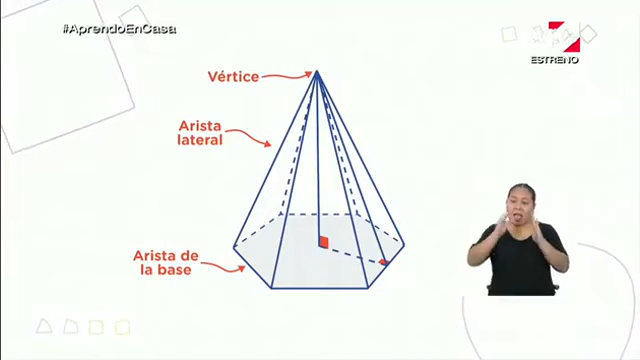 #AprendoEnCasa
ESTRENO
Vértice
Arista
lateral
Arista de
la base